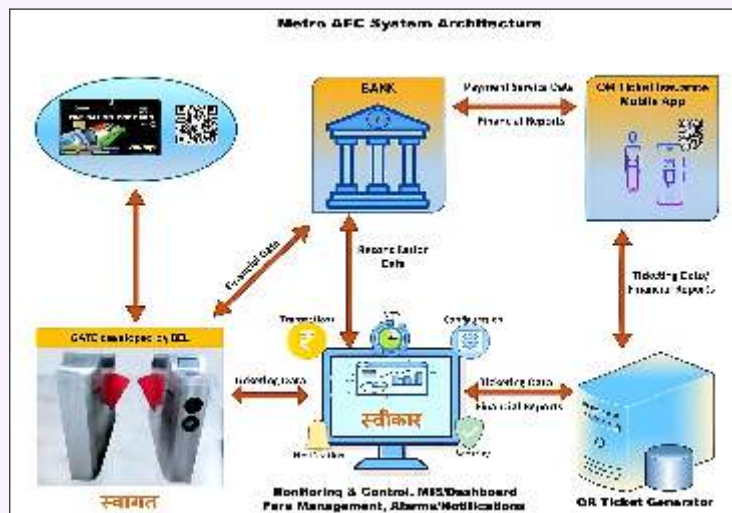 Metro AFC System Architecture
BANK
Payment Service Data
Financial Reports
QR Ticket Issuance
Mobile App
Financial Data
Reconciliation
Data
Ticketing Data/
Financial Reports
GATE developed by BEL
Transactions
Configuration
Ticketing Data
स्वीकार
Ticketing Data
Financial Reports
Notification
Security
स्वागत
Monitoring & Control, MIS/Dashboard
Fare Management, Alarms/Notifications
QR Ticket Generator